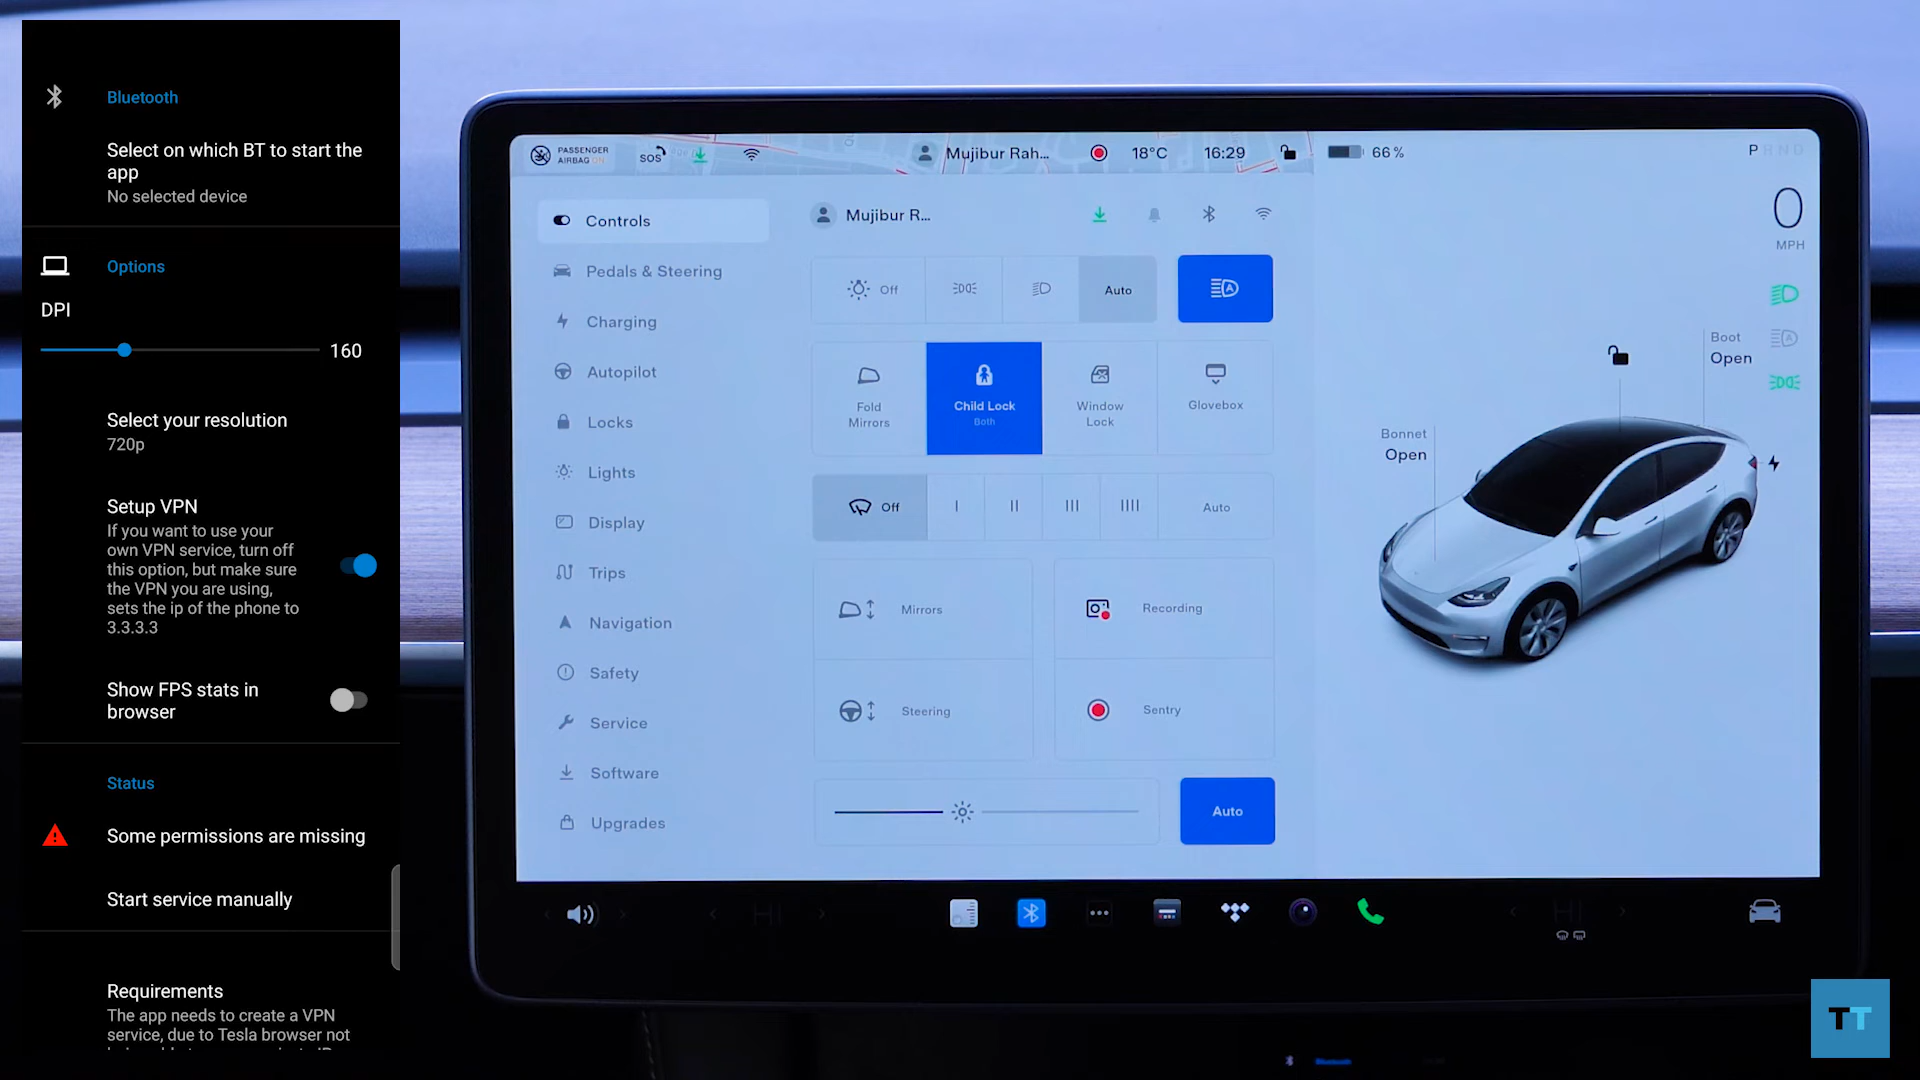 Bluetooth
Select on which BT to start the
app
No selected device
Options
DPI
160
Select your resolution
720p
Setup VPN
If you want to use your
own VPN service, turn off
this option, but make sure
the VPN you are using,
sets the ip of the phone to
3.3.3.3
Show FPS stats in
browser
Status
Some permissions are missing
Start service manually
Requirements
The app needs to create a VPN
service, due to Tesla browser not
PASSENGER
AIRBAG ON
SOS
Mujibur Rah...
18°C
16:29
66 %
P R N D
Controls
Pedals & Steering
Charging
Autopilot
Locks
Lights
Display
Trips
Navigation
Safety
Service
Software
Upgrades
Mujibur R...
Off
Auto
A
Fold
Mirrors
Child Lock
Both
Window
Lock
Glovebox
Off
I
II
III
IIII
Auto
Mirrors
Recording
Steering
Sentry
Auto
0
MPH
A
Boot
Open
Bonnet
Open
TT